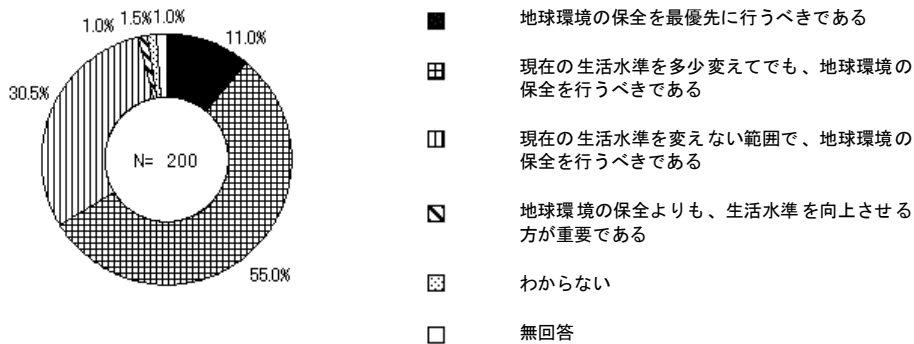 1.0% 1.5% 1.0%
11.0%
30.5%
N= 200
55.0%
地球環境の保全を最優先に行うべきである
現在の生活水準を多少変えてでも、地球環境の
保全を行うべきである
現在の生活水準を変えない範囲で、地球環境の
保全を行うべきである
地球環境の保全よりも、生活水準を向上させる
方が重要である
わからない
無回答